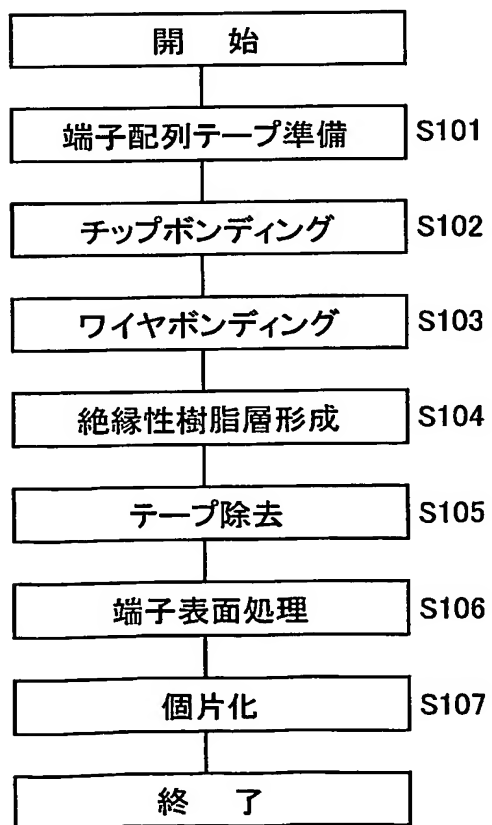 開 始
端子配列テープ準備 S101
チップボンディング S102
ワイヤボンディング S103
絶縁性樹脂層形成 S104
テープ除去 S105
端子表面処理 S106
個片化 S107
終 了